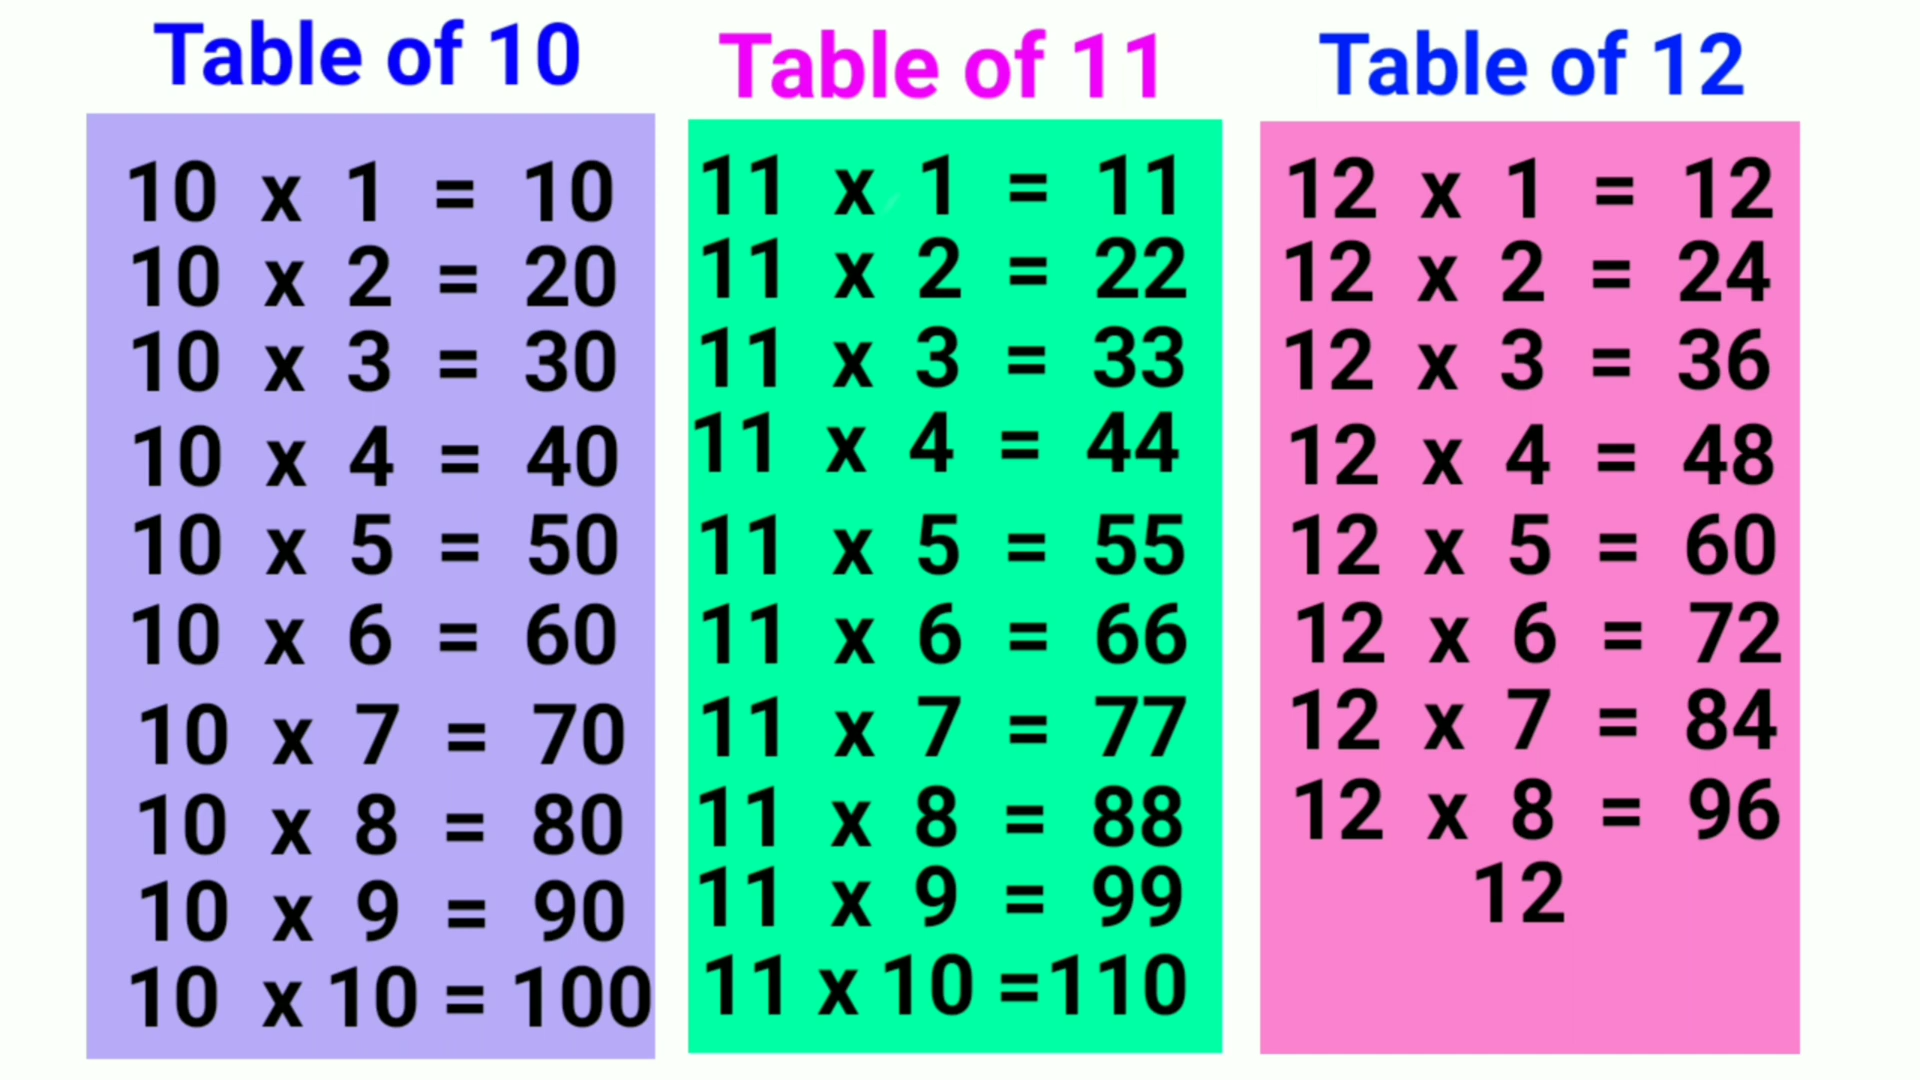 Table of 10
10 x 1 = 10
10 x 2 = 20
10 x 3 = 30
10 x 4 = 40
10 x 5 = 50
10 x 6 = 60
10 x 7 = 70
10 x 8 = 80
10 x 9 = 90
10 x 10 = 100
Table of 11
11 x 1 = 11
11 x 2 = 22
11 x 3 = 33
11 x 4 = 44
11 x 5 = 55
11 x 6 = 66
11 x 7 = 77
11 x 8 = 88
11 x 9 = 99
11 x 10 =110
Table of 12
12 x 1 = 12
12 x 2 = 24
12 x 3 = 36
12 x 4 = 48
12 x 5 = 60
12 x 6 = 72
12 x 7 = 84
12 x 8 = 96
12